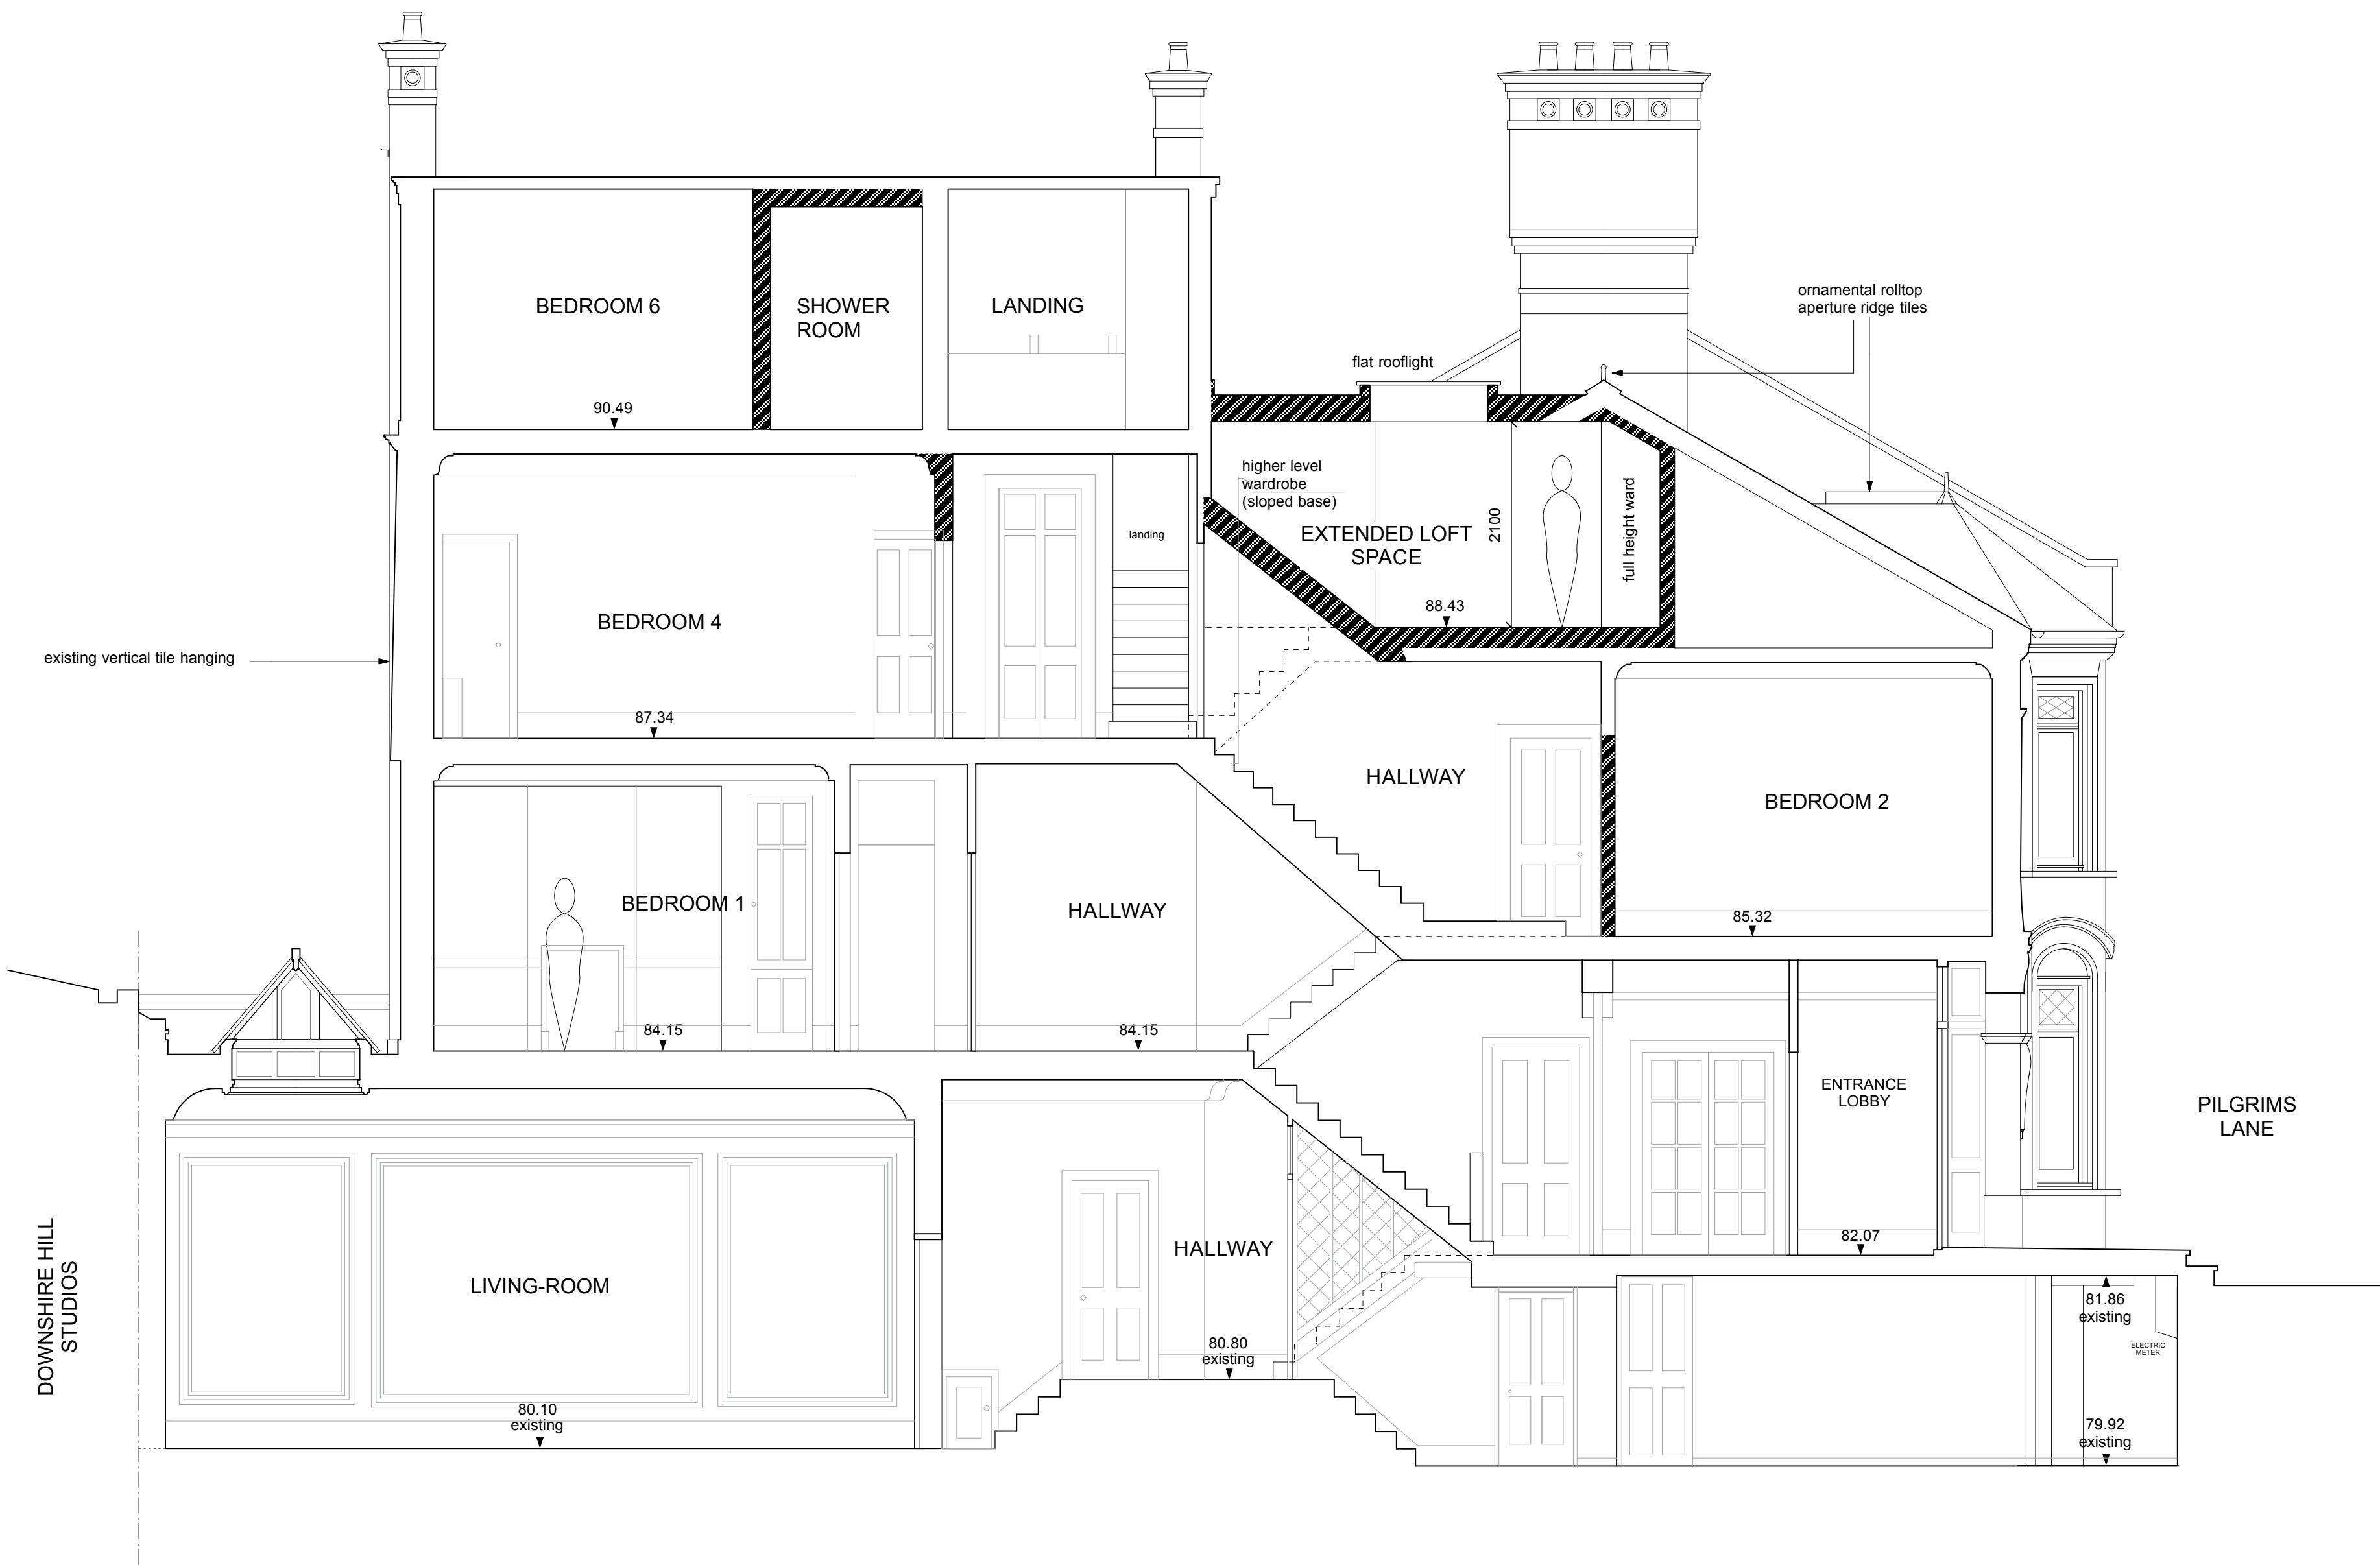 BEDROOM 6
SHOWER
ROOM
LANDING
90.49
flat rooflight
ornamental rolltop
aperture ridge tiles
higher level
wardrobe
(sloped base)
EXTENDED LOFT
SPACE
2100
full height ward
88.43
landing
BEDROOM 4
existing vertical tile hanging
87.34
HALLWAY
BEDROOM 2
85.32
BEDROOM 1
HALLWAY
84.15
84.15
ENTRANCE
LOBBY
PILGRIMS
LANE
82.07
HALLWAY
LIVING-ROOM
DOWNSHIRE HILL
STUDIOS
80.80
existing
81.86
existing
ELECTRIC
METER
80.10
existing
79.92
existing